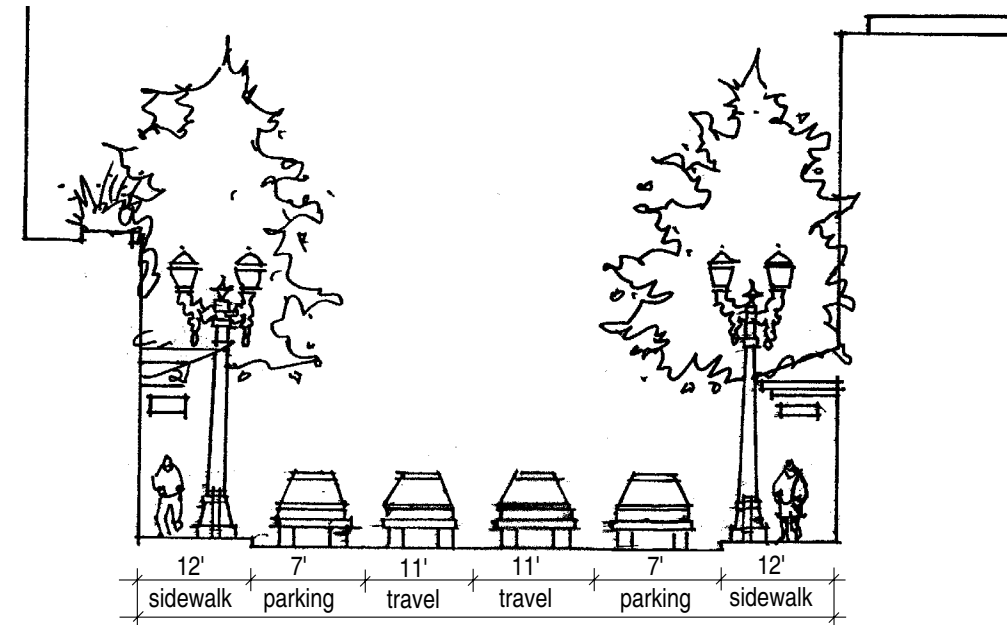 12' 7' 11' 11' 7' 12'
sidewalk parking travel travel parking sidewalk